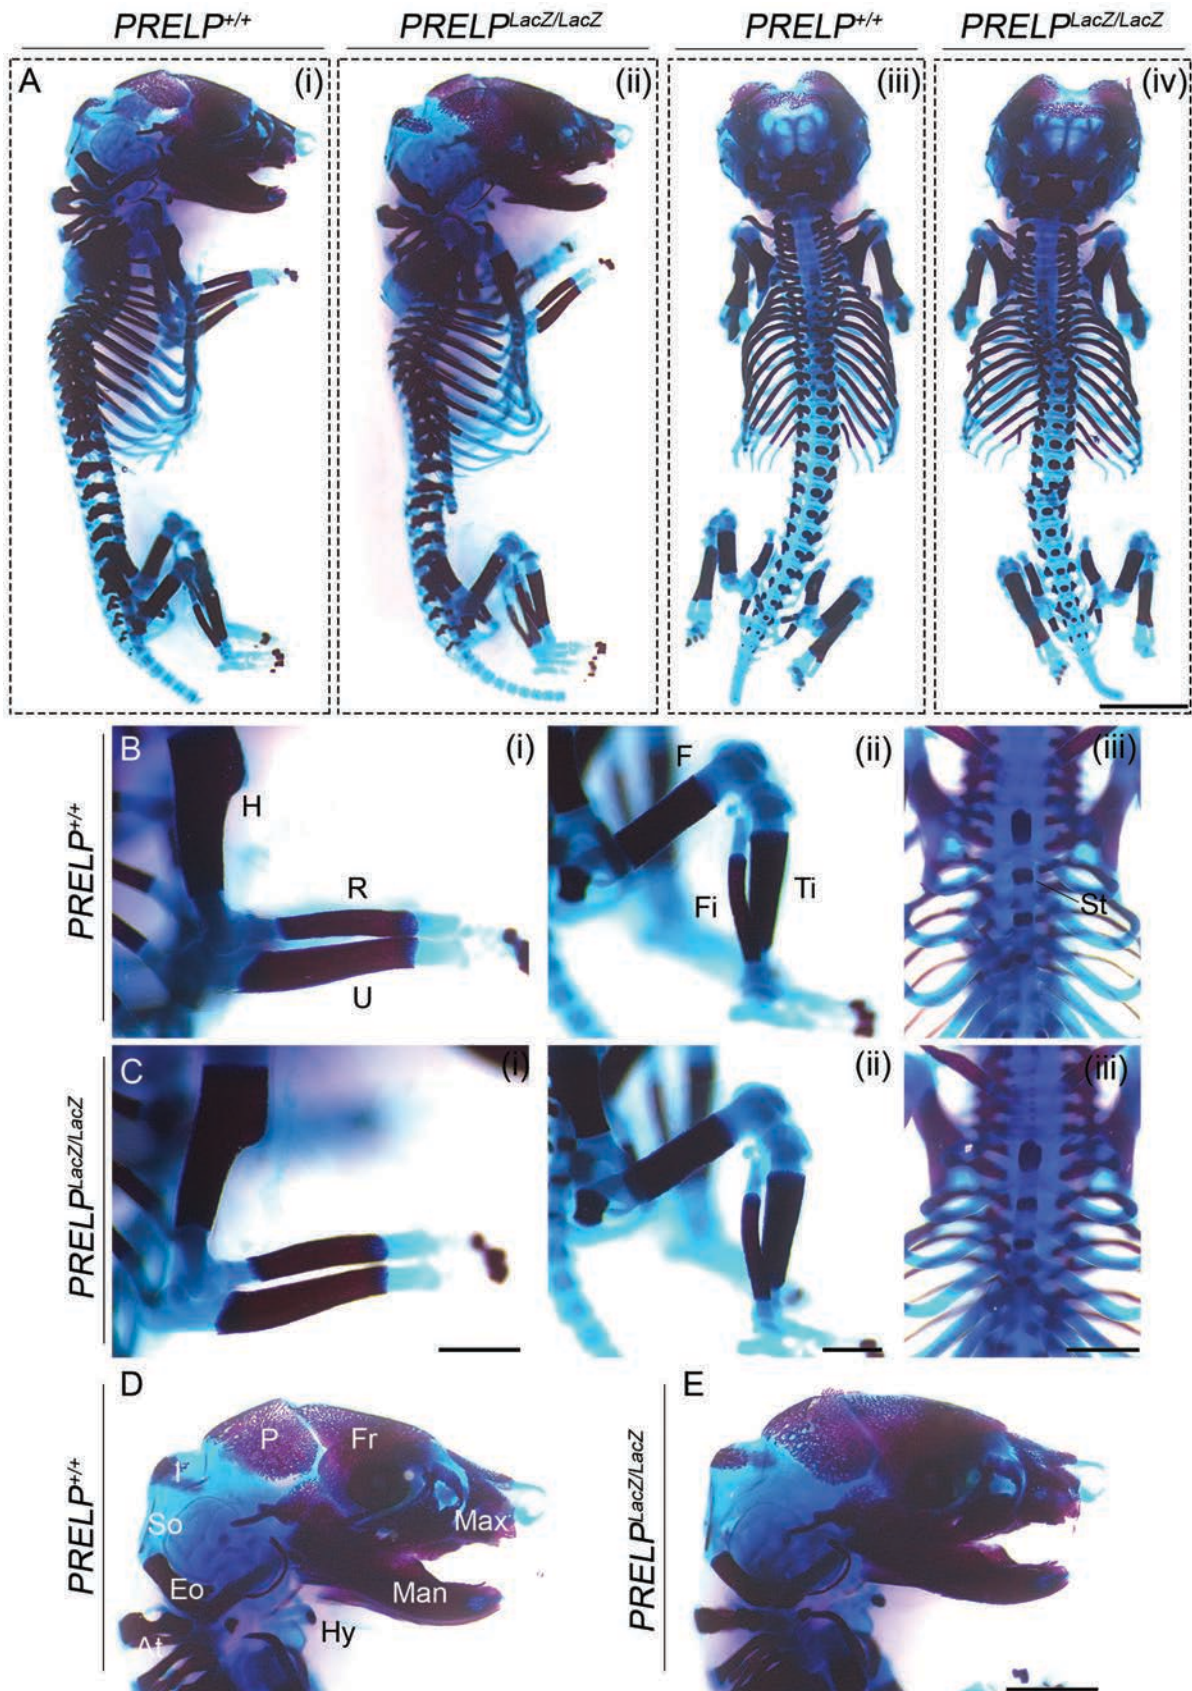 PRELP+/+ PRELPLacZ/LacZ PRELP+/+ PRELPLacZ/LacZ
A (i) (ii) (iii) (iv)
PRELP+/+
B (i) (ii) (iii)
H
R
U
F
Fi
Ti
St
PRELPLacZ/LacZ
C (i) (ii) (iii)
PRELP+/+
D
P
Fr
I
So
Max
Eo
Man
At
Hy
PRELPLacZ/LacZ
E